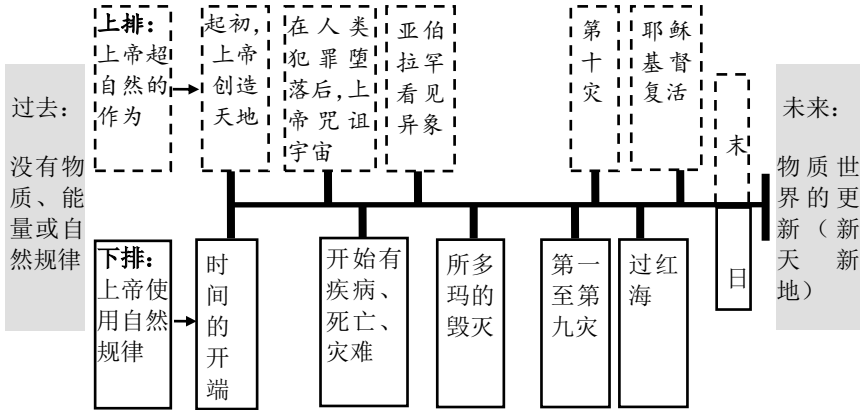 过去：
没有物
质、能
量或自
然规律
上排：
上帝超
自然的
作为
起初，
上帝
创造
天地
在人类
犯罪堕
落后，上
帝咒诅
宇宙
亚伯
拉罕
看见
异象
第
十
灾
耶稣
基督
复活
末
日
下排：
上帝使
用自然
规律
时
间
的
开
端
开始有
疾病、
死亡、
灾难
所多
玛的
毁灭
第一
至第
九灾
过红
海
未来：
物质世
界的更
新（新
天新
地）